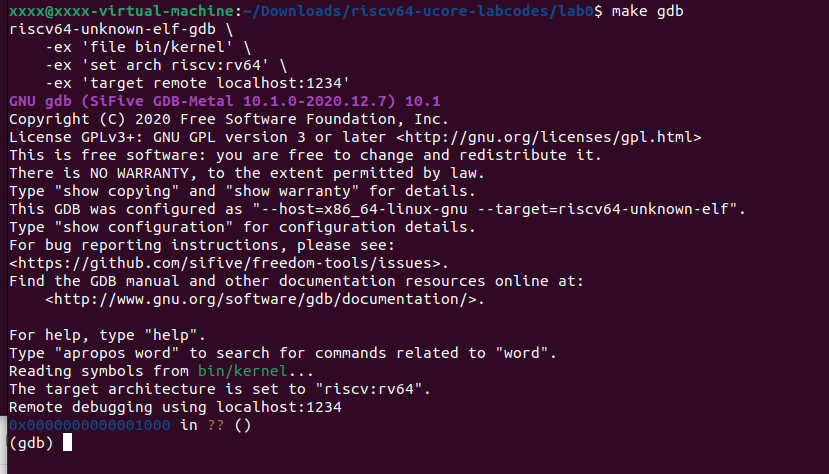 xxxx@xxxx-virtual-machine:~/Downloads/riscv64-ucore-labcodes/lab0$ make gdb
riscv64-unknown-elf-gdb \
    -ex 'file bin/kernel' \
    -ex 'set arch riscv:rv64' \
    -ex 'target remote localhost:1234'
GNU gdb (SiFive GDB-Metal 10.1.0-2020.12.7) 10.1
Copyright (C) 2020 Free Software Foundation, Inc.
License GPLv3+: GNU GPL version 3 or later <http://gnu.org/licenses/gpl.html>
This is free software: you are free to change and redistribute it.
There is NO WARRANTY, to the extent permitted by law.
Type "show copying" and "show warranty" for details.
This GDB was configured as "--host=x86_64-linux-gnu --target=riscv64-unknown-elf".
Type "show configuration" for configuration details.
For bug reporting instructions, please see:
<https://github.com/sifive/freedom-tools/issues>.
Find the GDB manual and other documentation resources online at:
    <http://www.gnu.org/software/gdb/documentation/>.

For help, type "help".
Type "apropos word" to search for commands related to "word".
Reading symbols from bin/kernel...
The target architecture is set to "riscv:rv64".
Remote debugging using localhost:1234
0x0000000000001000 in ?? ()
(gdb)